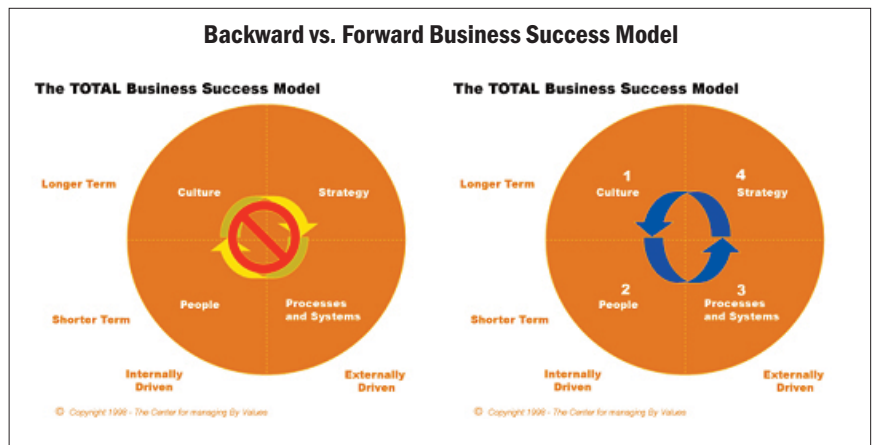 Backward vs. Forward Business Success Model
The TOTAL Business Success Model
Longer Term
Culture
Strategy
People
Processes
and Systems
Shorter Term
Internally
Driven
Externally
Driven
© Copyright 1998 - The Center for managing By Values
The TOTAL Business Success Model
Longer Term
1
Culture
4
Strategy
2
People
3
Processes
and Systems
Shorter Term
Internally
Driven
Externally
Driven
© Copyright 1998 - The Center for managing By Values